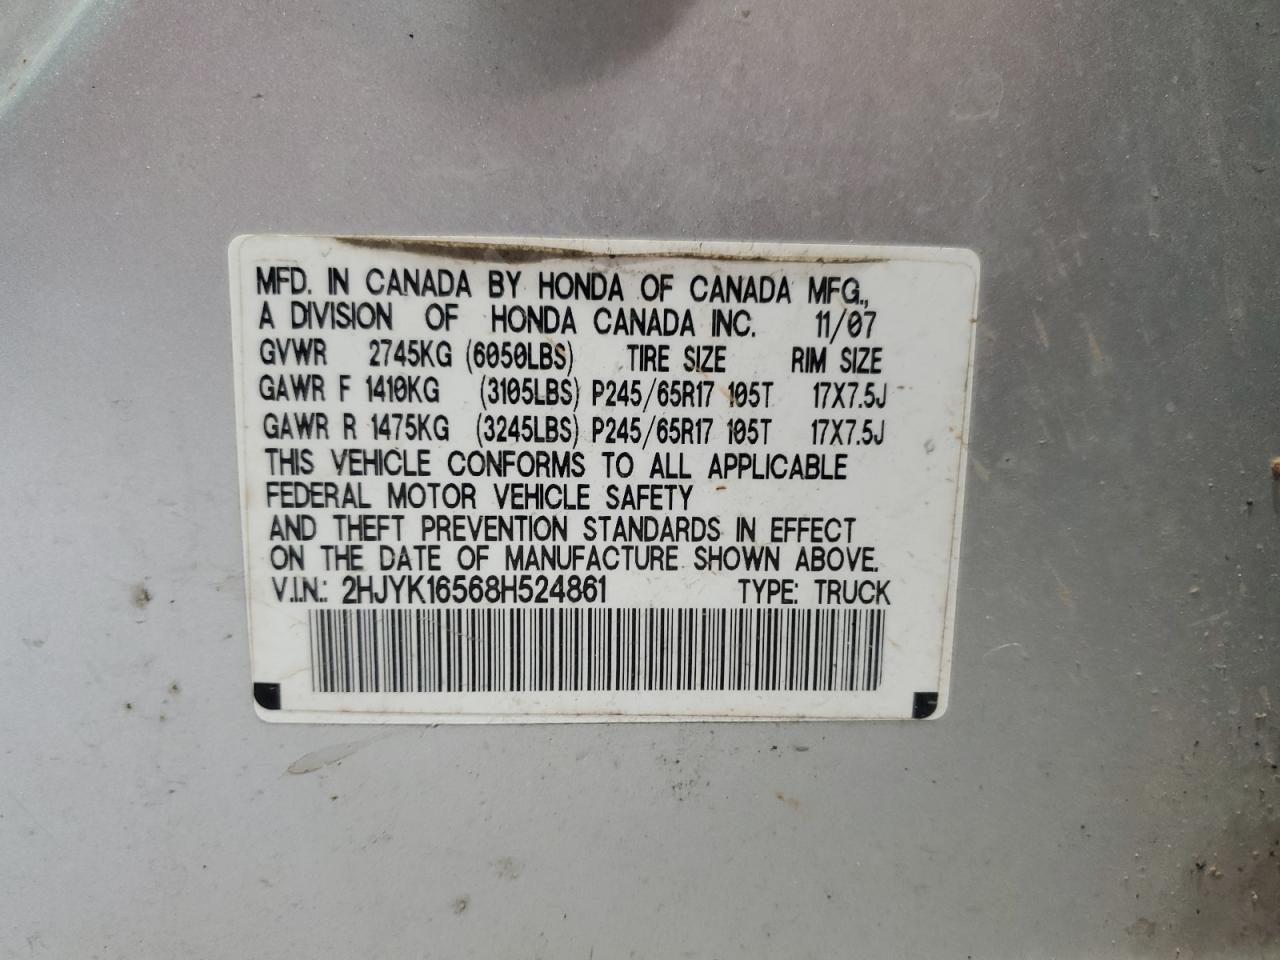 MFD. IN CANADA BY HONDA OF CANADA MFG.,
A DIVISION OF HONDA CANADA INC. 11/07
GVWR 2745KG (6050LBS) TIRE SIZE RIM SIZE
GAWR F 1410KG (3105LBS) P245/65R17 105T 17X7.5J
GAWR R 1475KG (3245LBS) P245/65R17 105T 17X7.5J
THIS VEHICLE CONFORMS TO ALL APPLICABLE
FEDERAL MOTOR VEHICLE SAFETY
AND THEFT PREVENTION STANDARDS IN EFFECT
ON THE DATE OF MANUFACTURE SHOWN ABOVE.
V.I.N.: 2HJYK16568H524861 TYPE: TRUCK